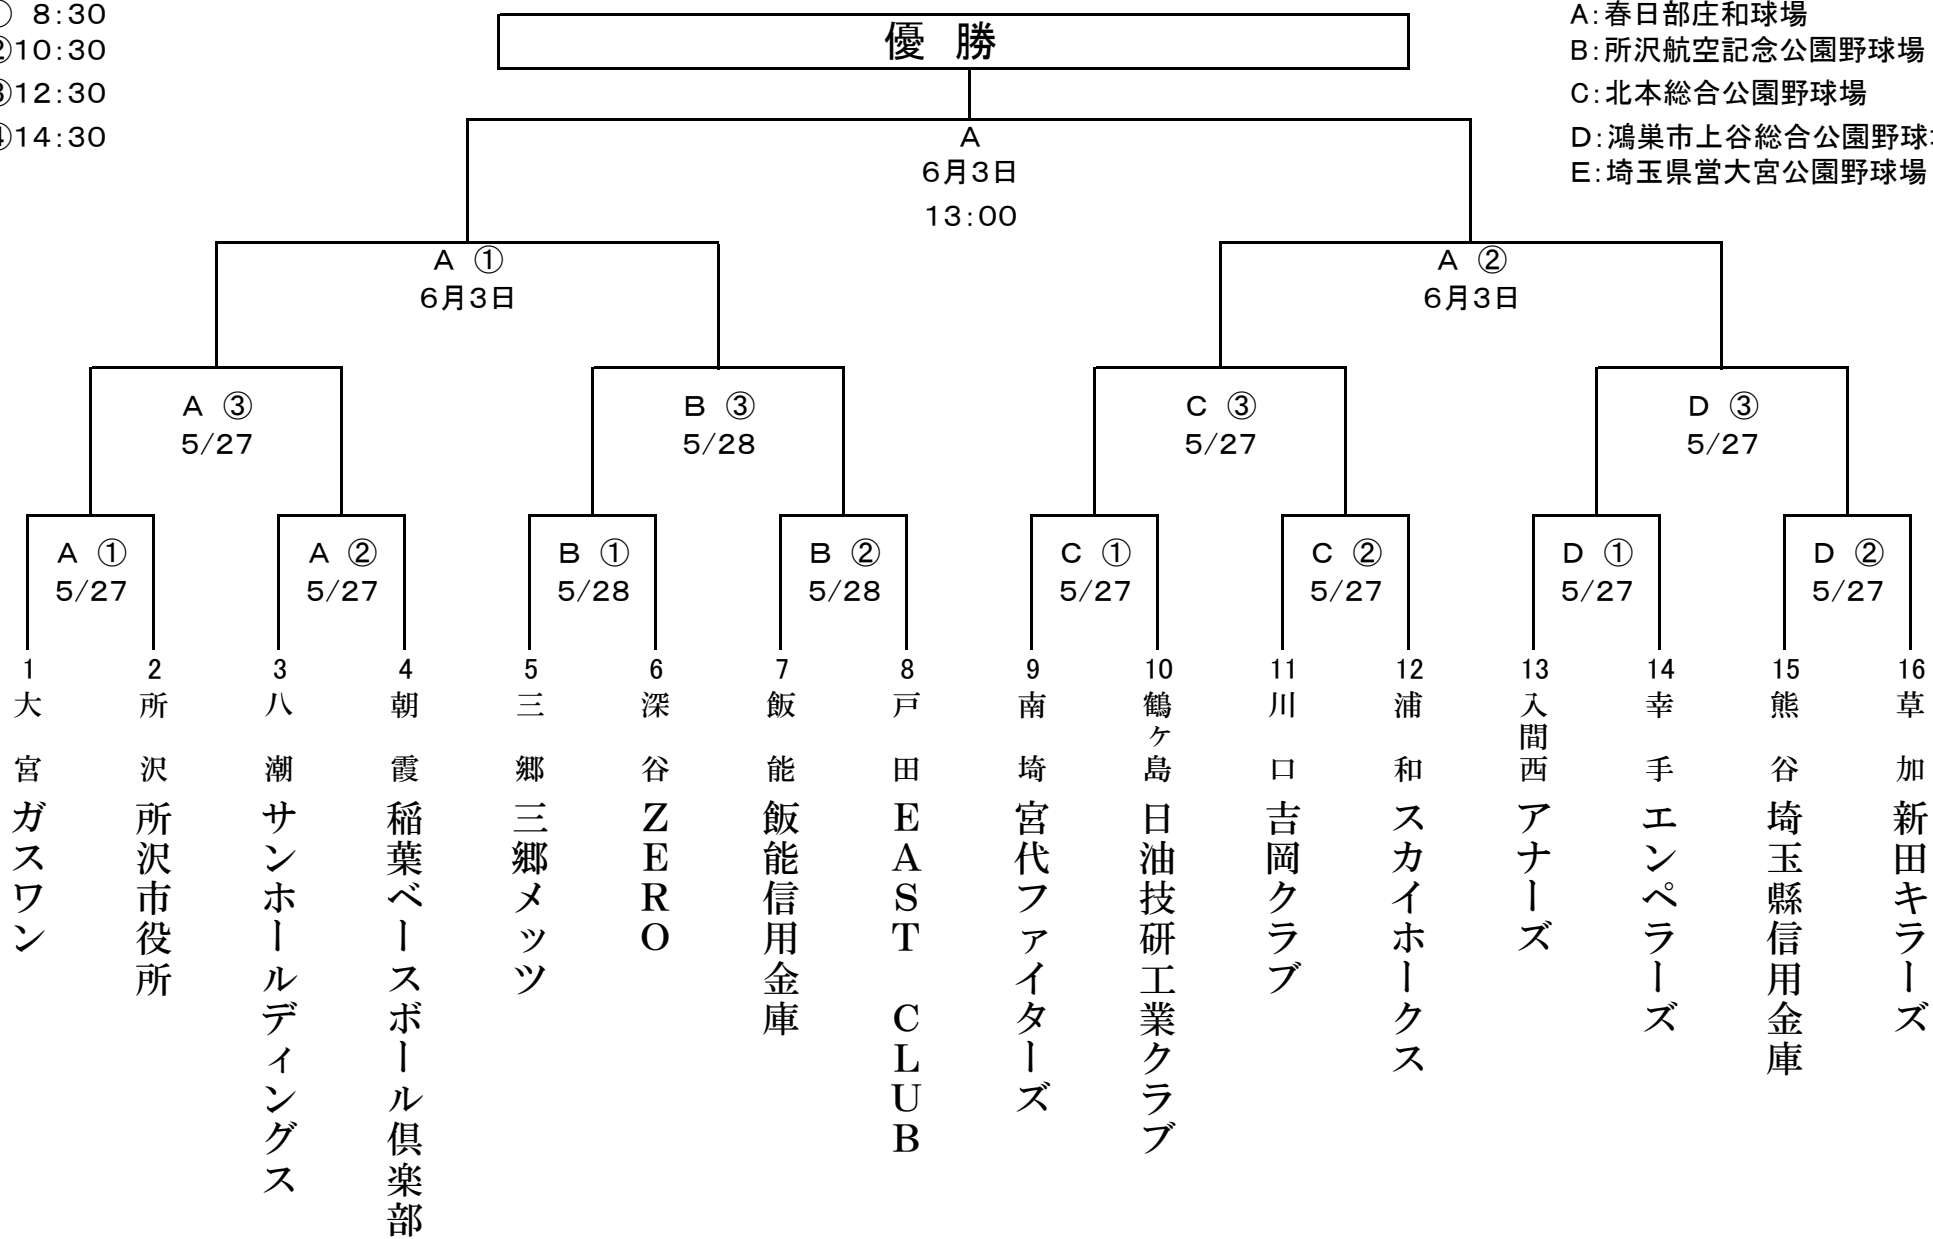 ① 8:30
②10:30
③12:30
④14:30
優 勝
A:春日部庄和球場
B:所沢航空記念公園野球場
C:北本総合公園野球場
D:鴻巣市上谷総合公園野球場
E:埼玉県営大宮公園野球場
A
6月3日
13:00
A ①
6月3日
A ②
6月3日
A ③
5/27
B ③
5/28
C ③
5/27
D ③
5/27
A ①
5/27
A ②
5/27
B ①
5/28
B ②
5/28
C ①
5/27
C ②
5/27
D ①
5/27
D ②
5/27
1
大宮
ガスワン
2
所沢
所沢市役所
3
八潮
サンホールディングス
4
朝霞
稲葉ベースボール倶楽部
5
三郷
三郷メッツ
6
深谷
ZERO
7
飯能
飯能信用金庫
8
戸田
EAST CLUB
9
南埼
宮代ファイターズ
10
鶴ヶ島
日油技研工業クラブ
11
川口
吉岡クラブ
12
浦和
スカイホークス
13
入間西
アナーズ
14
幸手
エンペラーズ
15
熊谷
埼玉縣信用金庫
16
草加
新田キラーズ